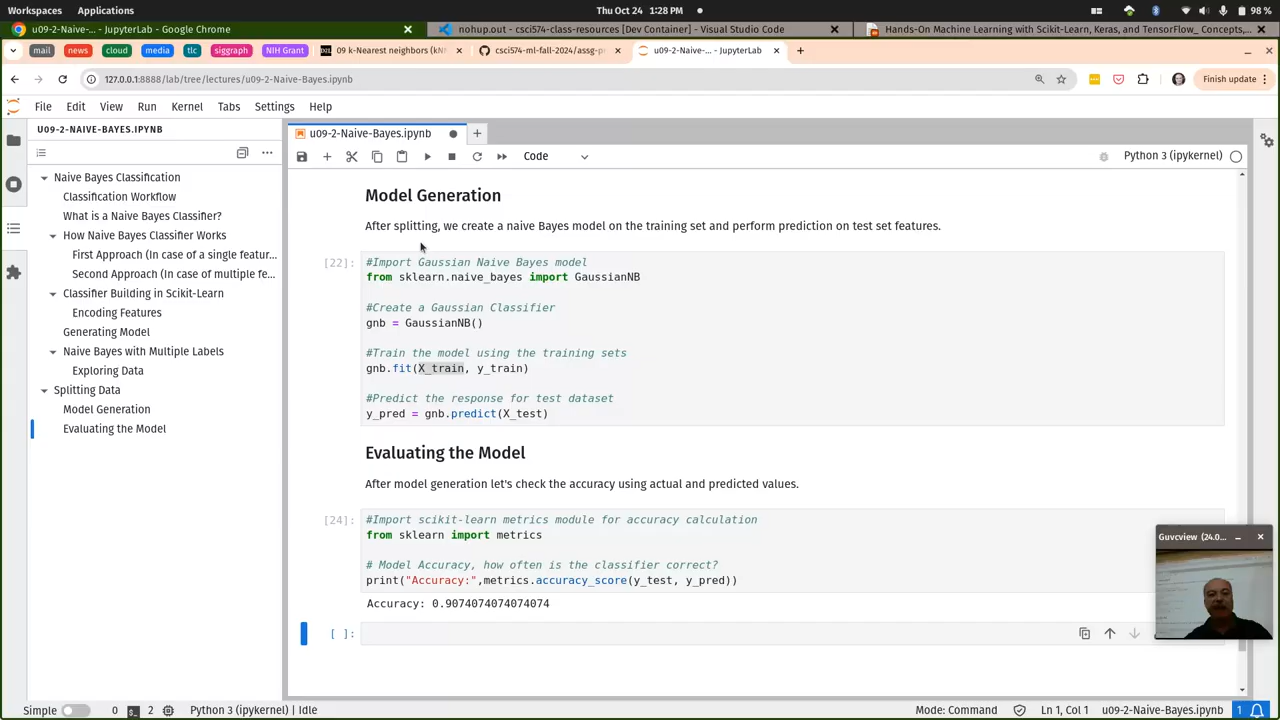 Workspaces Applications Thu Oct 24 1:28 PM 98 %
u09-2-Naive-... - JupyterLab - Google Chrome nohup.out - csci574-class-resources [Dev Container] - Visual Studio Code Hands-On Machine Learning with Scikit-Learn, Keras, and TensorFlow_ Concepts,...
mail news cloud media tlc siggraph NIH Grant 09 k-Nearest neighbors (kN csci574-ml-fall-2024/assg-p u09-2-Naive-... - JupyterLab
127.0.0.1:8888/lab/tree/lectures/u09-2-Naive-Bayes.ipynb Finish update
File Edit View Run Kernel Tabs Settings Help
U09-2-NAIVE-BAYES.IPYNB
u09-2-Naive-Bayes.ipynb
Code Python 3 (ipykernel)
Naive Bayes Classification
Classification Workflow
What is a Naive Bayes Classifier?
How Naive Bayes Classifier Works
First Approach (In case of a single featur...
Second Approach (In case of multiple fe...
Classifier Building in Scikit-Learn
Encoding Features
Generating Model
Naive Bayes with Multiple Labels
Exploring Data
Splitting Data
Model Generation
Evaluating the Model
Model Generation
After splitting, we create a naive Bayes model on the training set and perform prediction on test set features.
[22]: #Import Gaussian Naive Bayes model
from sklearn.naive_bayes import GaussianNB
#Create a Gaussian Classifier
gnb = GaussianNB()
#Train the model using the training sets
gnb.fit(X_train, y_train)
#Predict the response for test dataset
y_pred = gnb.predict(X_test)
Evaluating the Model
After model generation let's check the accuracy using actual and predicted values.
[24]: #Import scikit-learn metrics module for accuracy calculation
from sklearn import metrics
# Model Accuracy, how often is the classifier correct?
print("Accuracy:",metrics.accuracy_score(y_test, y_pred))
Accuracy: 0.9074074074074074
[ ]:
Guvcview (24.0...
Simple 0 2 Python 3 (ipykernel) | Idle Mode: Command Ln 1, Col 1 u09-2-Naive-Bayes.ipynb 1